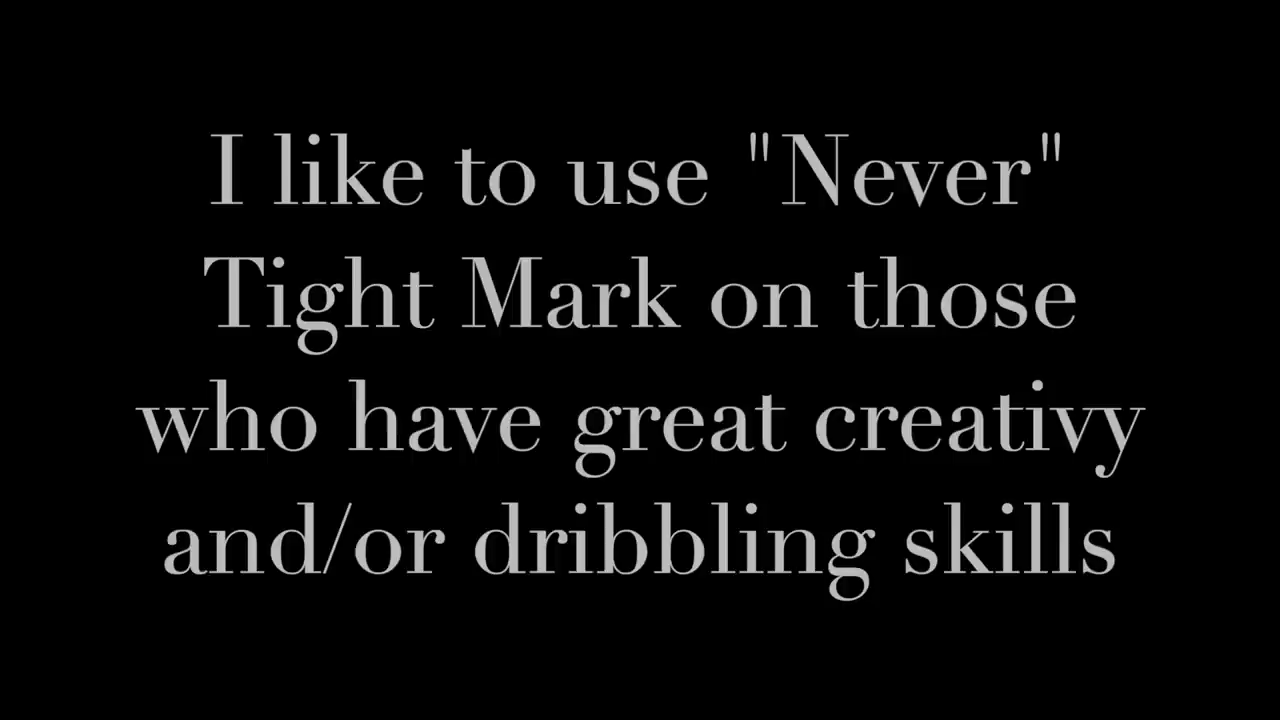 I like to use "Never"
Tight Mark on those
who have great creativy
and/or dribbling skills